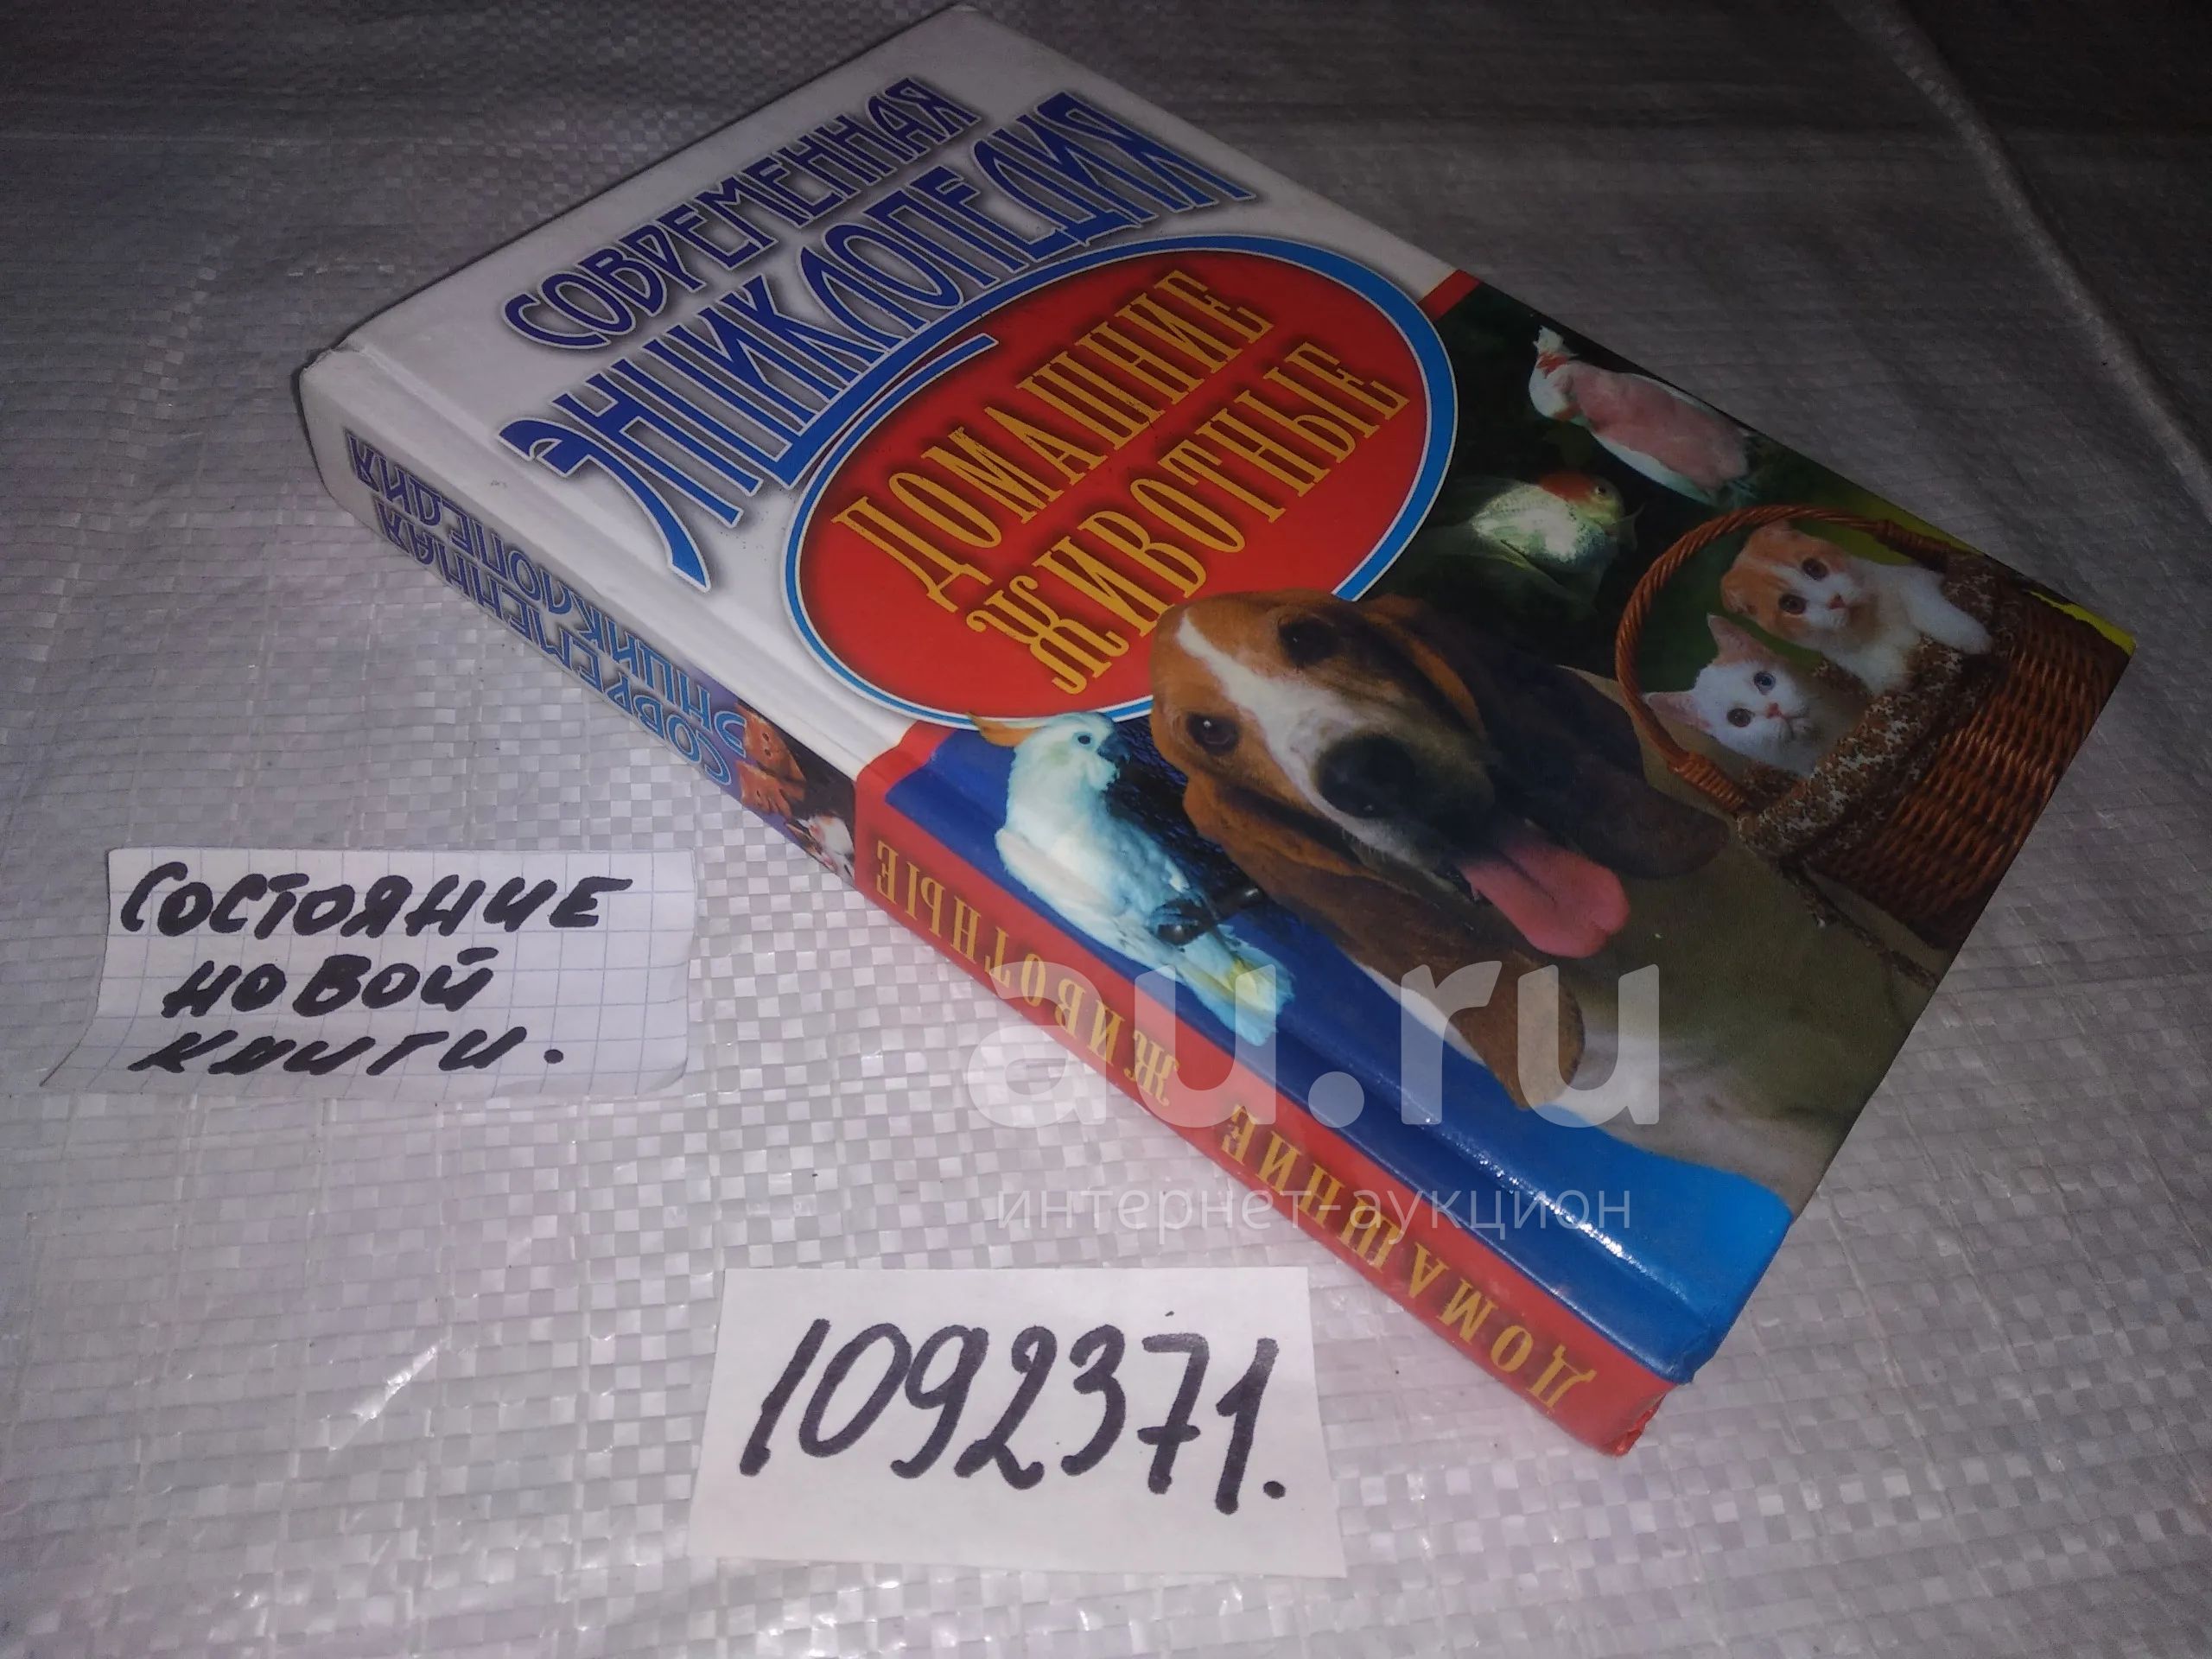 СОВРЕМЕННАЯ
ЭНЦИКЛОПЕДИЯ
ДОМАШНИЕ
ЖИВОТНЫЕ
СОВРЕМЕННАЯ
ЭНЦИКЛОПЕДИЯ
ДОМАШНИЕ ЖИВОТНЫЕ
СОСТОЯНИЕ
НОВОЙ
КНИГИ.
au.ru
интернет-аукцион
1092371.